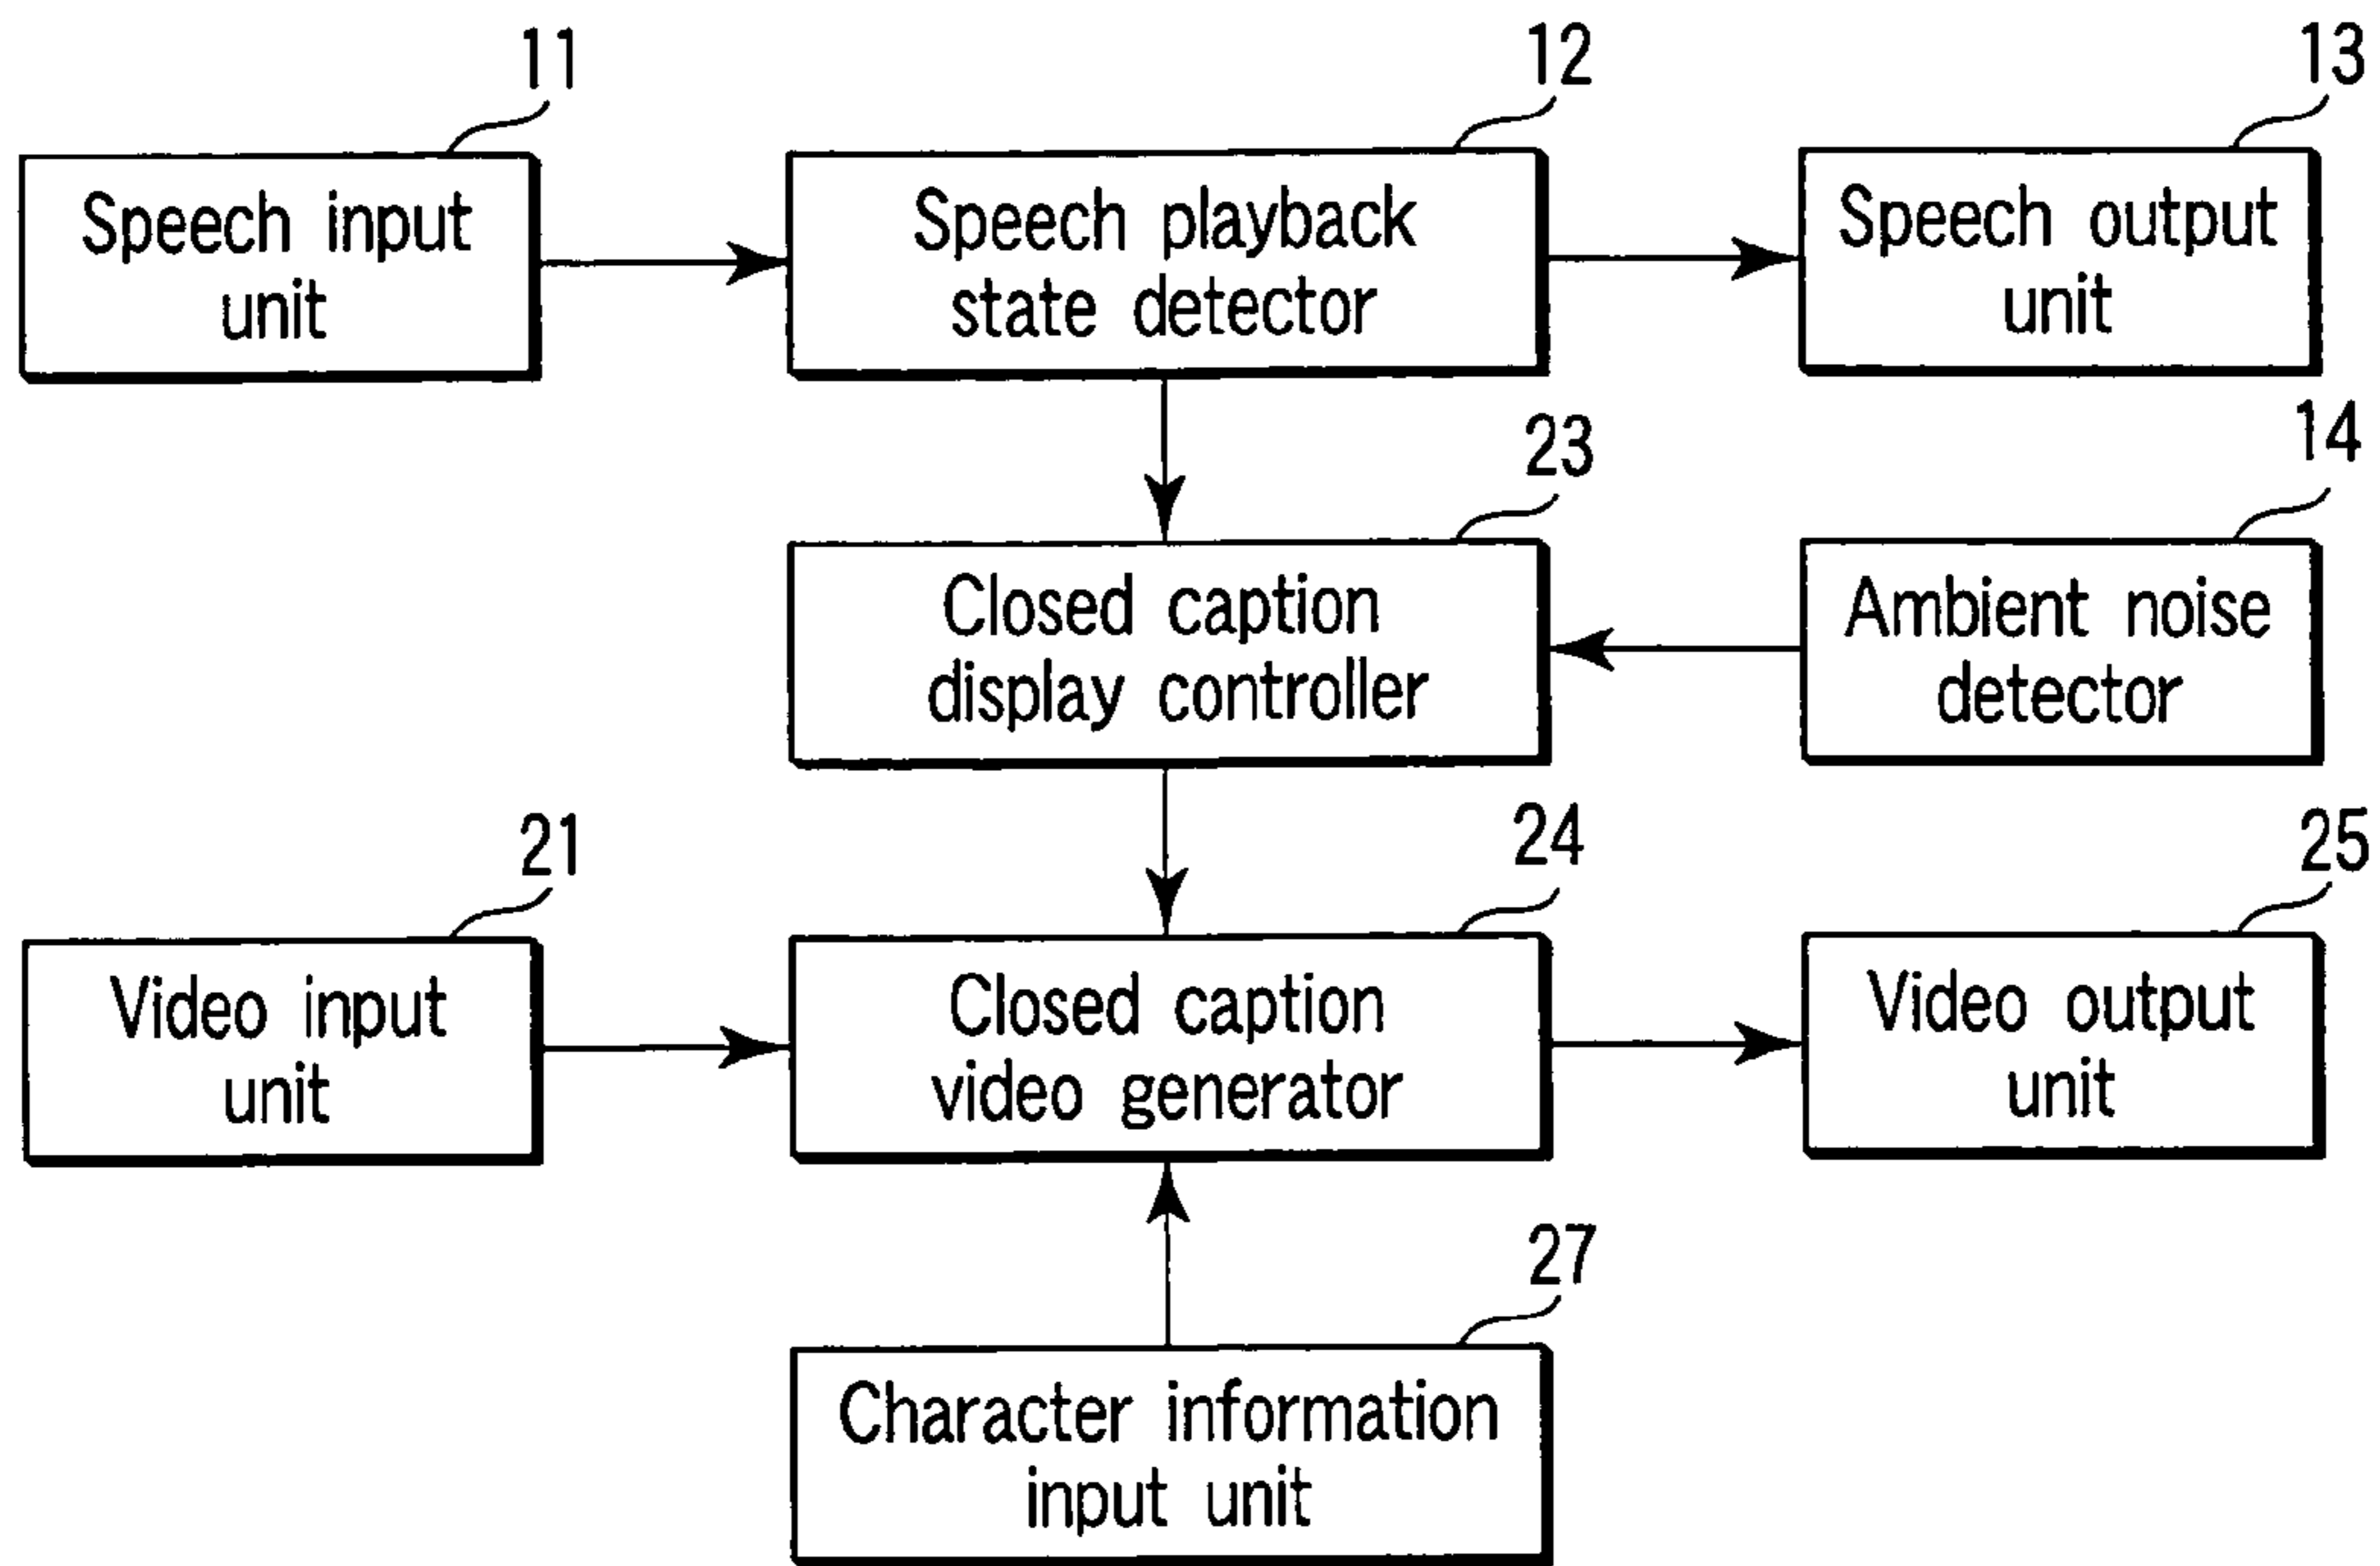 11
12
13
Speech input
unit
Speech playback
state detector
Speech output
unit
23
14
Closed caption
display controller
Ambient noise
detector
21
24
25
Video input
unit
Closed caption
video generator
Video output
unit
27
Character information
input unit